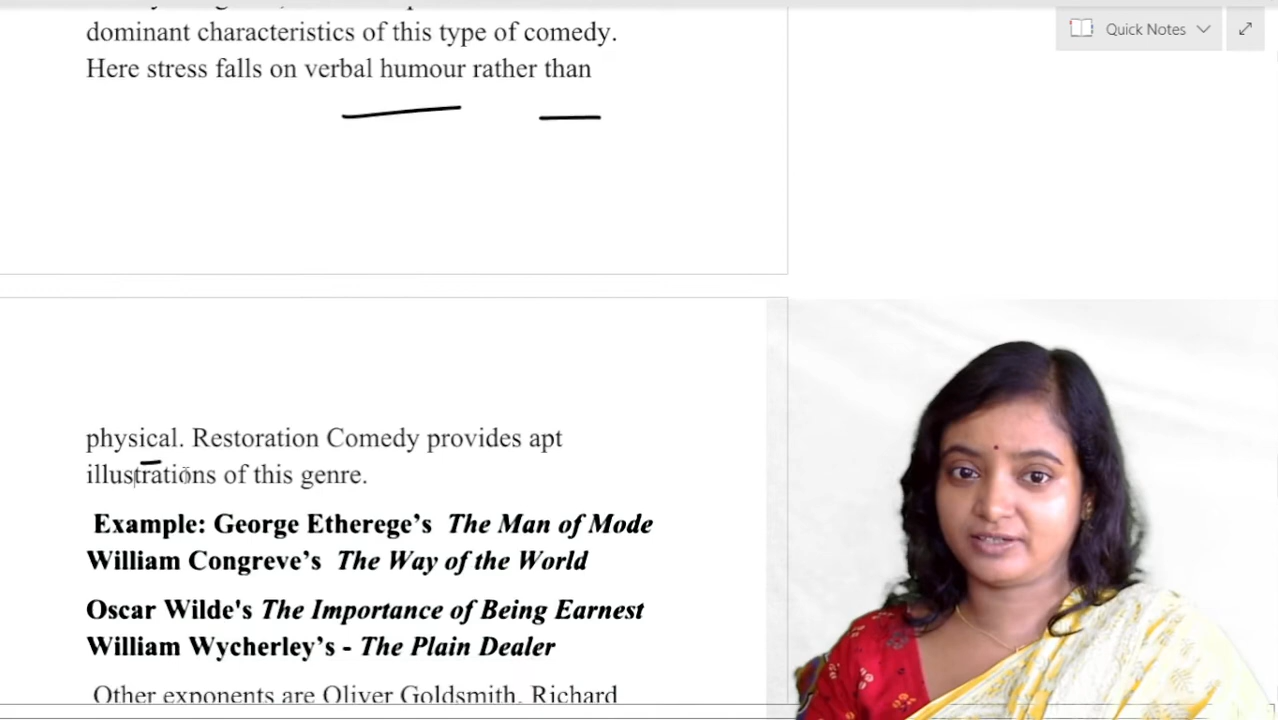 dominant characteristics of this type of comedy.
Here stress falls on verbal humour rather than
Quick Notes
physical. Restoration Comedy provides apt
illustrations of this genre.
Example: George Etherege's The Man of Mode
William Congreve's The Way of the World
Oscar Wilde's The Importance of Being Earnest
William Wycherley's - The Plain Dealer
Other exponents are Oliver Goldsmith, Richard